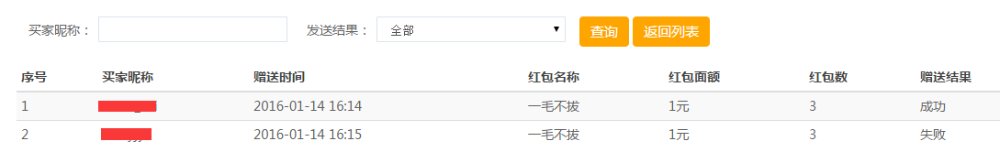 买家昵称： 发送结果： 全部 查询 返回列表
序号 买家昵称 赠送时间 红包名称 红包面额 红包数 赠送结果
1 2016-01-14 16:14 一毛不拔 1元 3 成功
2 2016-01-14 16:15 一毛不拔 1元 3 失败